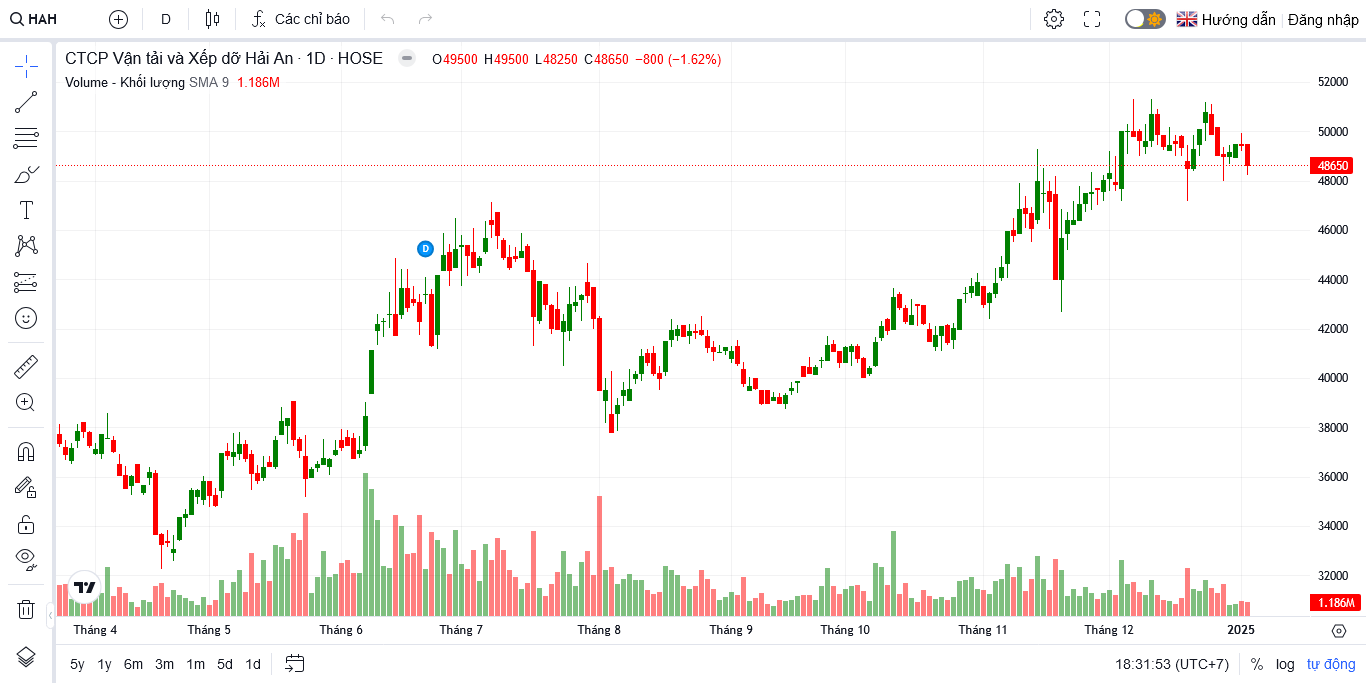 HAH D Các chỉ báo Hướng dẫn Đăng nhập
CTCP Vận tải và Xếp dỡ Hải An · 1D · HOSE O49500 H49500 L48250 C48650 −800 (−1.62%)
Volume - Khối lượng SMA 9 1.186M
52000
50000
48650
48000
46000
D
44000
42000
40000
38000
36000
34000
32000
1.186M
Tháng 4 Tháng 5 Tháng 6 Tháng 7 Tháng 8 Tháng 9 Tháng 10 Tháng 11 Tháng 12 2025
5y 1y 6m 3m 1m 5d 1d 18:31:53 (UTC+7) % log tự động